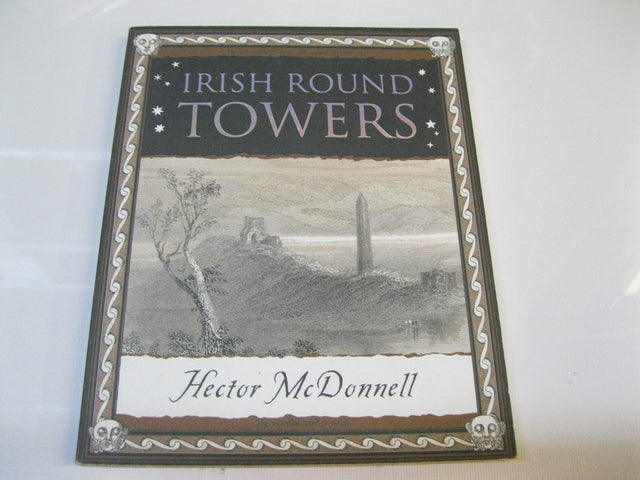 IRISH ROUND
TOWERS
Hector McDonnell